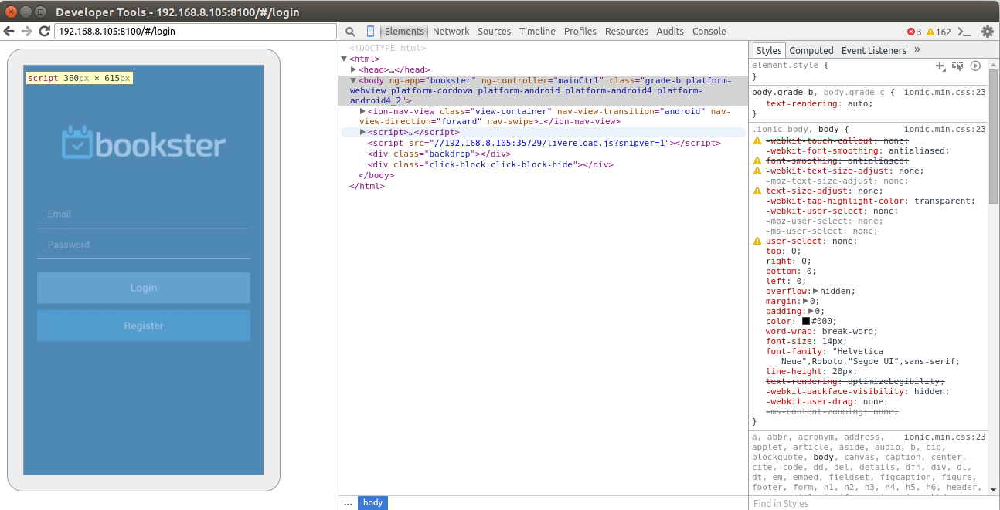 Developer Tools - 192.168.8.105:8100/#/login
192.168.8.105:8100/#/login
script 360px × 615px
bookster
Email
Password
Login
Register
Elements Network Sources Timeline Profiles Resources Audits Console
3 162
<!DOCTYPE html>
<html>
<head>…</head>
<body ng-app="bookster" ng-controller="mainCtrl" class="grade-b platform-
webview platform-cordova platform-android platform-android4 platform-
android4_2">
<ion-nav-view class="view-container" nav-view-transition="android" nav-
view-direction="forward" nav-swipe>…</ion-nav-view>
<script>…</script>
<script src="//192.168.8.105:35729/livereload.js?snipver=1"></script>
<div class="backdrop"></div>
<div class="click-block click-block-hide"></div>
</body>
</html>
... body
Styles Computed Event Listeners »
element.style {
}
body.grade-b, body.grade-c { ionic.min.css:23
text-rendering: auto;
}
.ionic-body, body { ionic.min.css:23
-webkit-touch-callout: none;
-webkit-font-smoothing: antialiased;
font-smoothing: antialiased;
-webkit-text-size-adjust: none;
-moz-text-size-adjust: none;
text-size-adjust: none;
-webkit-tap-highlight-color: transparent;
-webkit-user-select: none;
-moz-user-select: none;
-ms-user-select: none;
user-select: none;
top: 0;
right: 0;
bottom: 0;
left: 0;
overflow: hidden;
margin: 0;
padding: 0;
color: #000;
word-wrap: break-word;
font-size: 14px;
font-family: "Helvetica
Neue",Roboto,"Segoe UI",sans-serif;
line-height: 20px;
text-rendering: optimizeLegibility;
-webkit-backface-visibility: hidden;
-webkit-user-drag: none;
-ms-content-zooming: none;
}
a, abbr, acronym, address, ionic.min.css:23
applet, article, aside, audio, b, big,
blockquote, body, canvas, caption, center,
cite, code, dd, del, details, dfn, div, dl,
dt, em, embed, fieldset, figcaption, figure,
footer, form, h1, h2, h3, h4, h5, h6, header,
Find in Styles